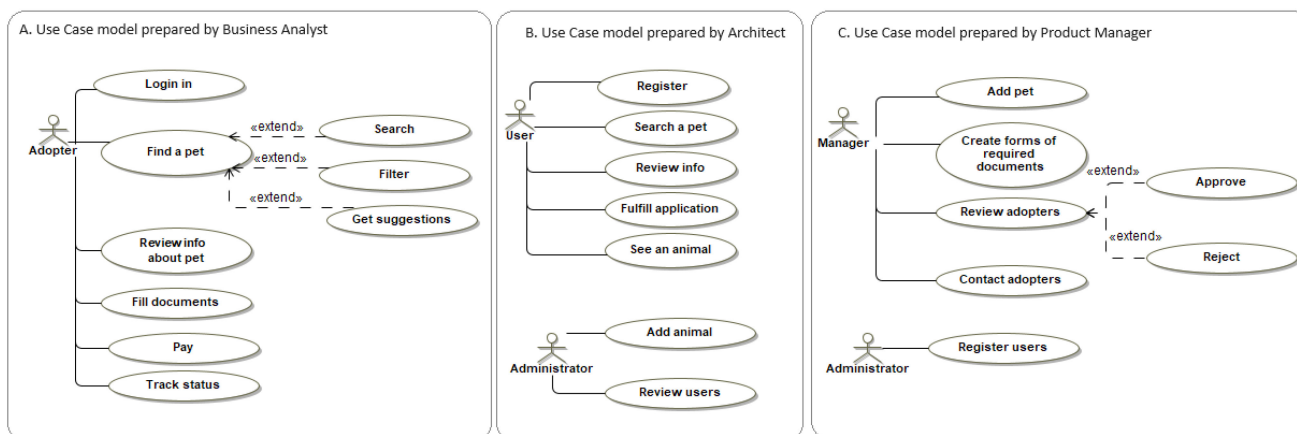 A. Use Case model prepared by Business Analyst
Login in
Adopter
Find a pet
«extend»
Search
«extend»
Filter
«extend»
Get suggestions
Review info
about pet
Fill documents
Pay
Track status
B. Use Case model prepared by Architect
Register
User
Search a pet
Review info
Fulfill application
See an animal
Add animal
Administrator
Review users
C. Use Case model prepared by Product Manager
Add pet
Manager
Create forms of
required
documents
«extend»
Approve
Review adopters
«extend»
Reject
Contact adopters
Register users
Administrator